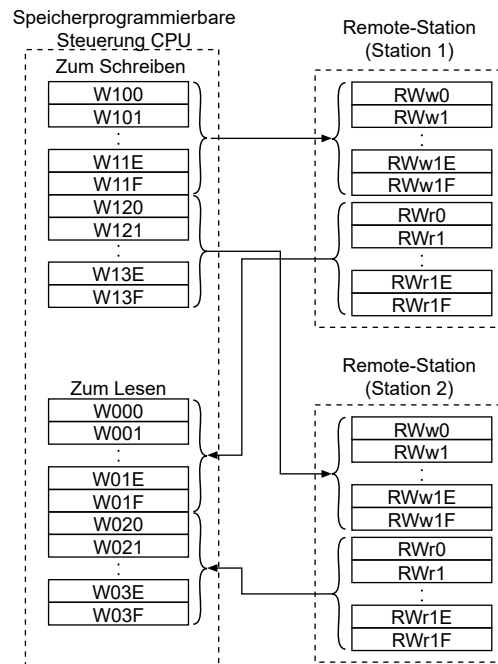 Speicherprogrammierbare
Steuerung CPU
Zum Schreiben
W100
W101
:
W11E
W11F
W120
W121
:
W13E
W13F
Zum Lesen
W000
W001
:
W01E
W01F
W020
W021
:
W03E
W03F
Remote-Station
(Station 1)
RWw0
RWw1
:
RWw1E
RWw1F
RWr0
RWr1
:
RWr1E
RWr1F
Remote-Station
(Station 2)
RWw0
RWw1
:
RWw1E
RWw1F
RWr0
RWr1
:
RWr1E
RWr1F